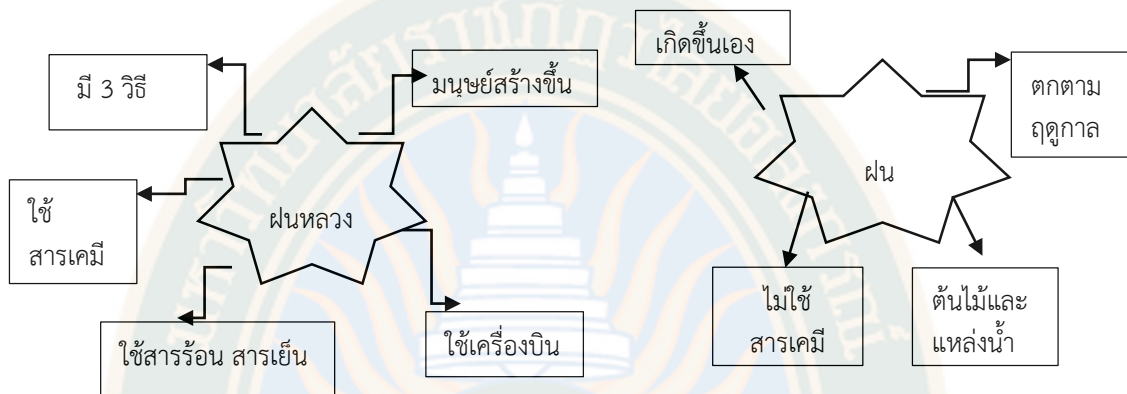 มี 3 วิธี
มนุษย์สร้างขึ้น
ใช้
สารเคมี
ฝนหลวง
ใช้สารร้อน สารเย็น
ใช้เครื่องบิน
เกิดขึ้นเอง
ตกตาม
ฤดูกาล
ฝน
ไม่ใช้
สารเคมี
ต้นไม้และ
แหล่งน้ำ